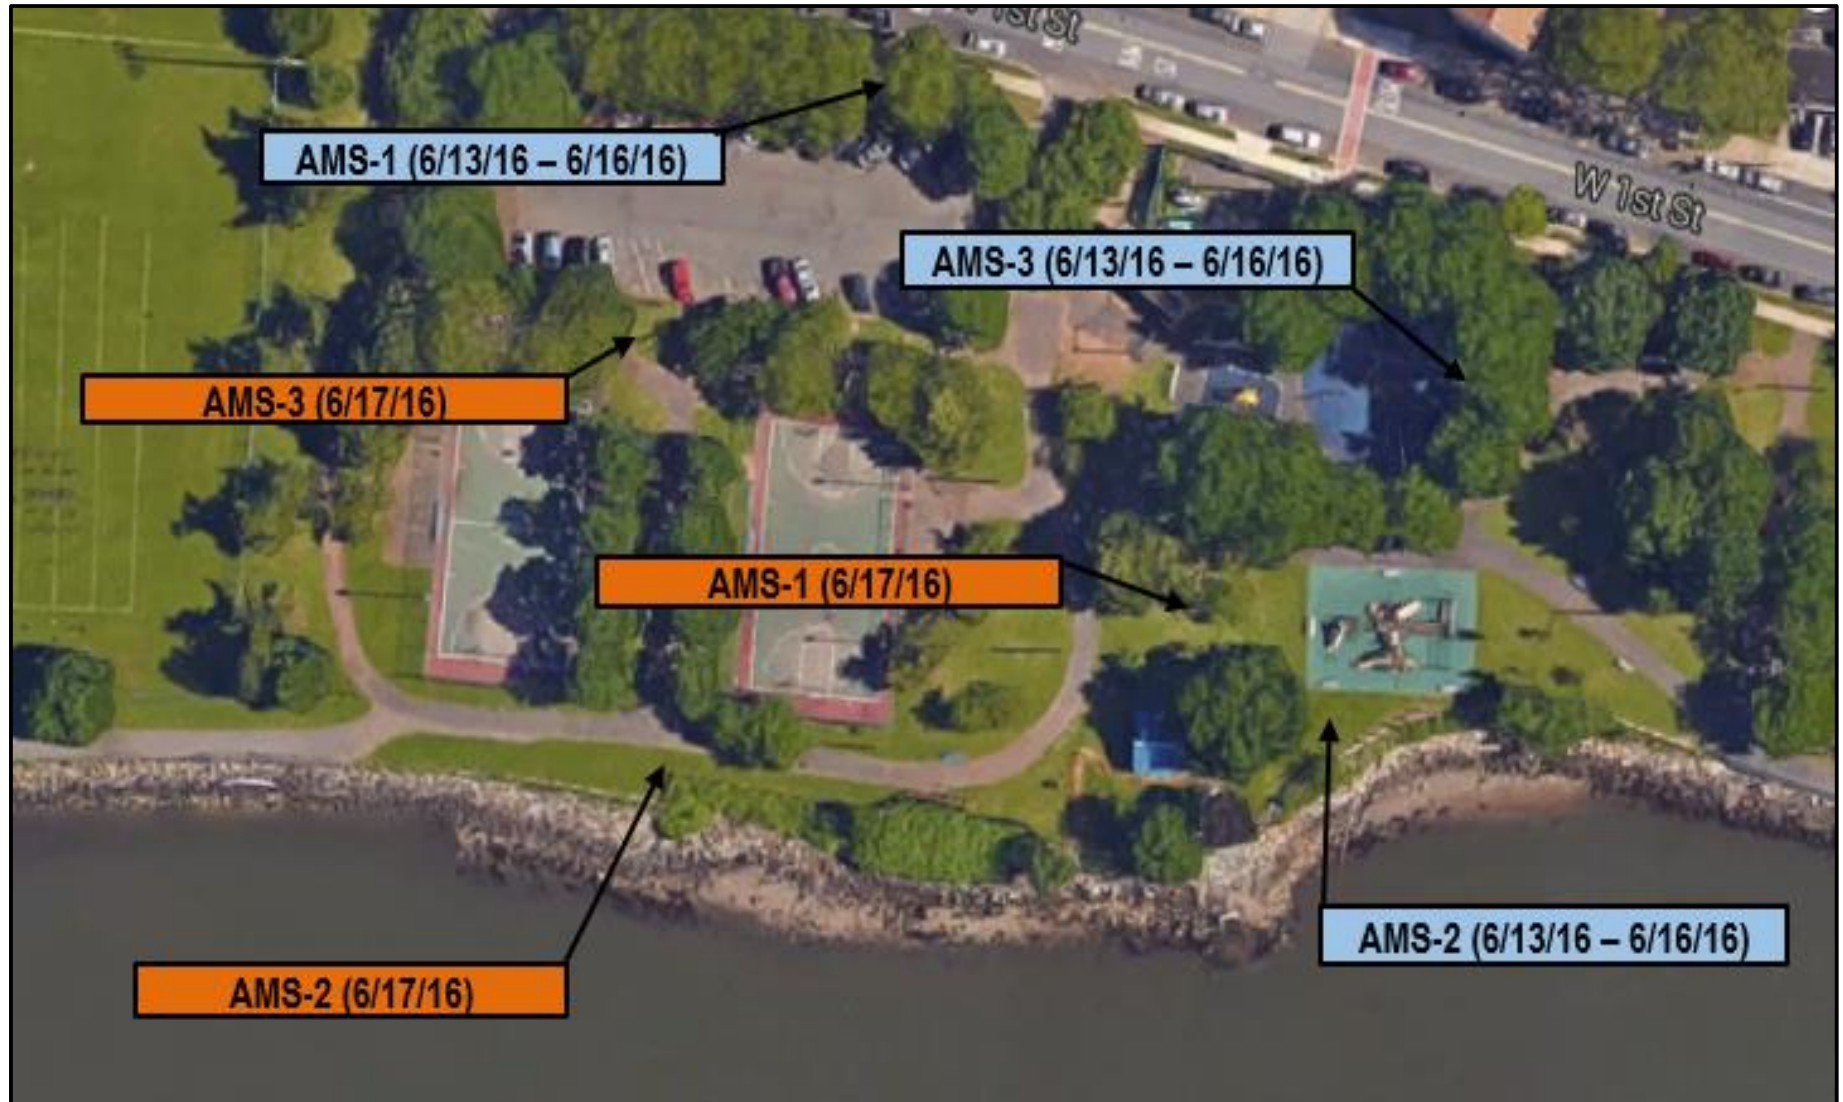 W 1st St
AMS-1 (6/13/16 – 6/16/16)
W 1st St
AMS-3 (6/13/16 – 6/16/16)
AMS-3 (6/17/16)
AMS-1 (6/17/16)
AMS-2 (6/13/16 – 6/16/16)
AMS-2 (6/17/16)